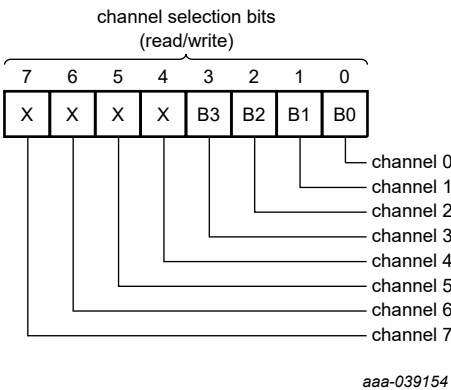 channel selection bits
(read/write)
7 6 5 4 3 2 1 0
X X X X B3 B2 B1 B0
channel 0
channel 1
channel 2
channel 3
channel 4
channel 5
channel 6
channel 7
aaa-039154